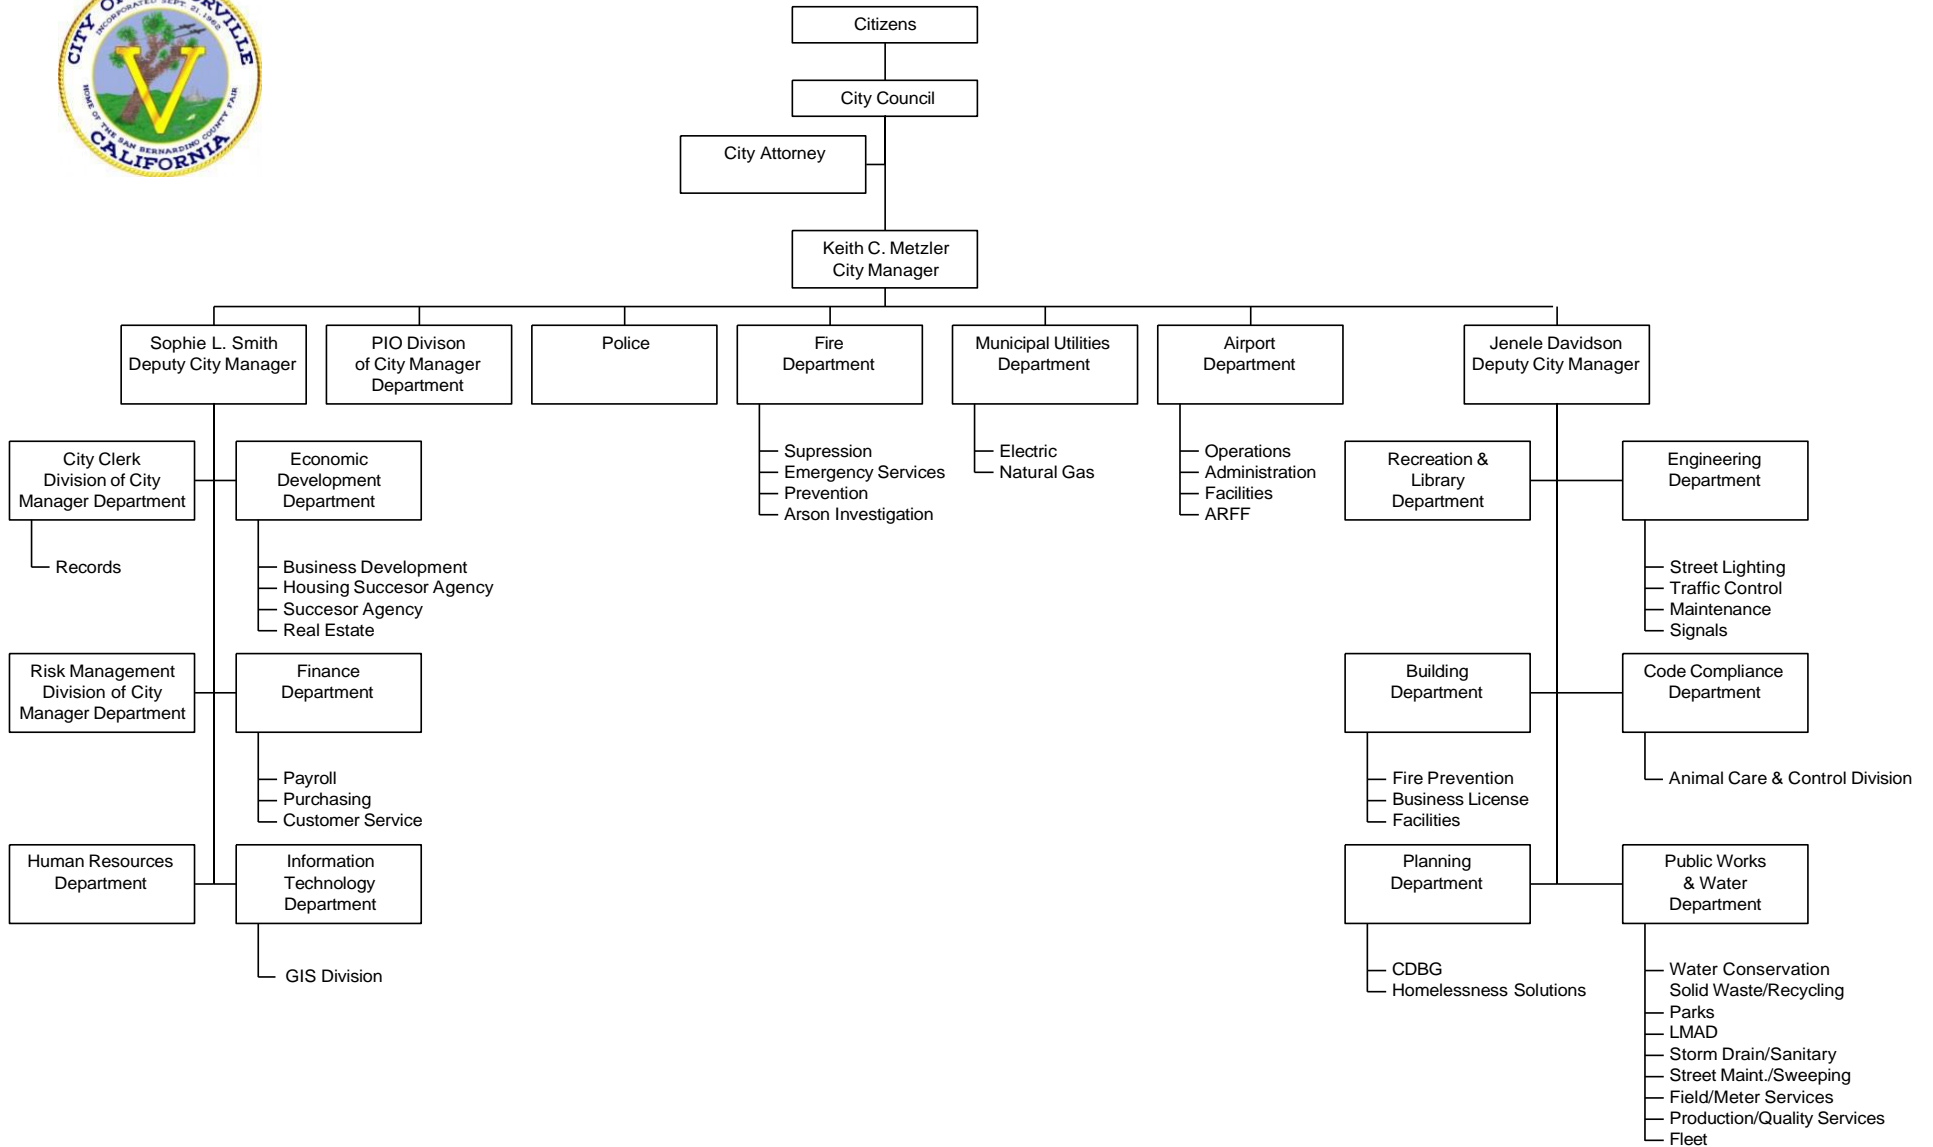 CITY OF
RVILLE
INCORPORATED SEPT. 21, 1962
HOME OF THE SAN BERNARDINO COUNTY FAIR
CALIFORNIA
V
Citizens
City Council
City Attorney
Keith C. Metzler
City Manager
Sophie L. Smith
Deputy City Manager
PIO Divison
of City Manager
Department
Police
Fire
Department
Municipal Utilities
Department
Airport
Department
Jenele Davidson
Deputy City Manager
Supression
Emergency Services
Prevention
Arson Investigation
Electric
Natural Gas
Operations
Administration
Facilities
ARFF
City Clerk
Division of City
Manager Department
Economic
Development
Department
Recreation &
Library
Department
Engineering
Department
Records
Business Development
Housing Succesor Agency
Succesor Agency
Real Estate
Street Lighting
Traffic Control
Maintenance
Signals
Risk Management
Division of City
Manager Department
Finance
Department
Building
Department
Code Compliance
Department
Payroll
Purchasing
Customer Service
Fire Prevention
Business License
Facilities
Animal Care & Control Division
Human Resources
Department
Information
Technology
Department
Planning
Department
Public Works
& Water
Department
GIS Division
CDBG
Homelessness Solutions
Water Conservation
Solid Waste/Recycling
Parks
LMAD
Storm Drain/Sanitary
Street Maint./Sweeping
Field/Meter Services
Production/Quality Services
Fleet